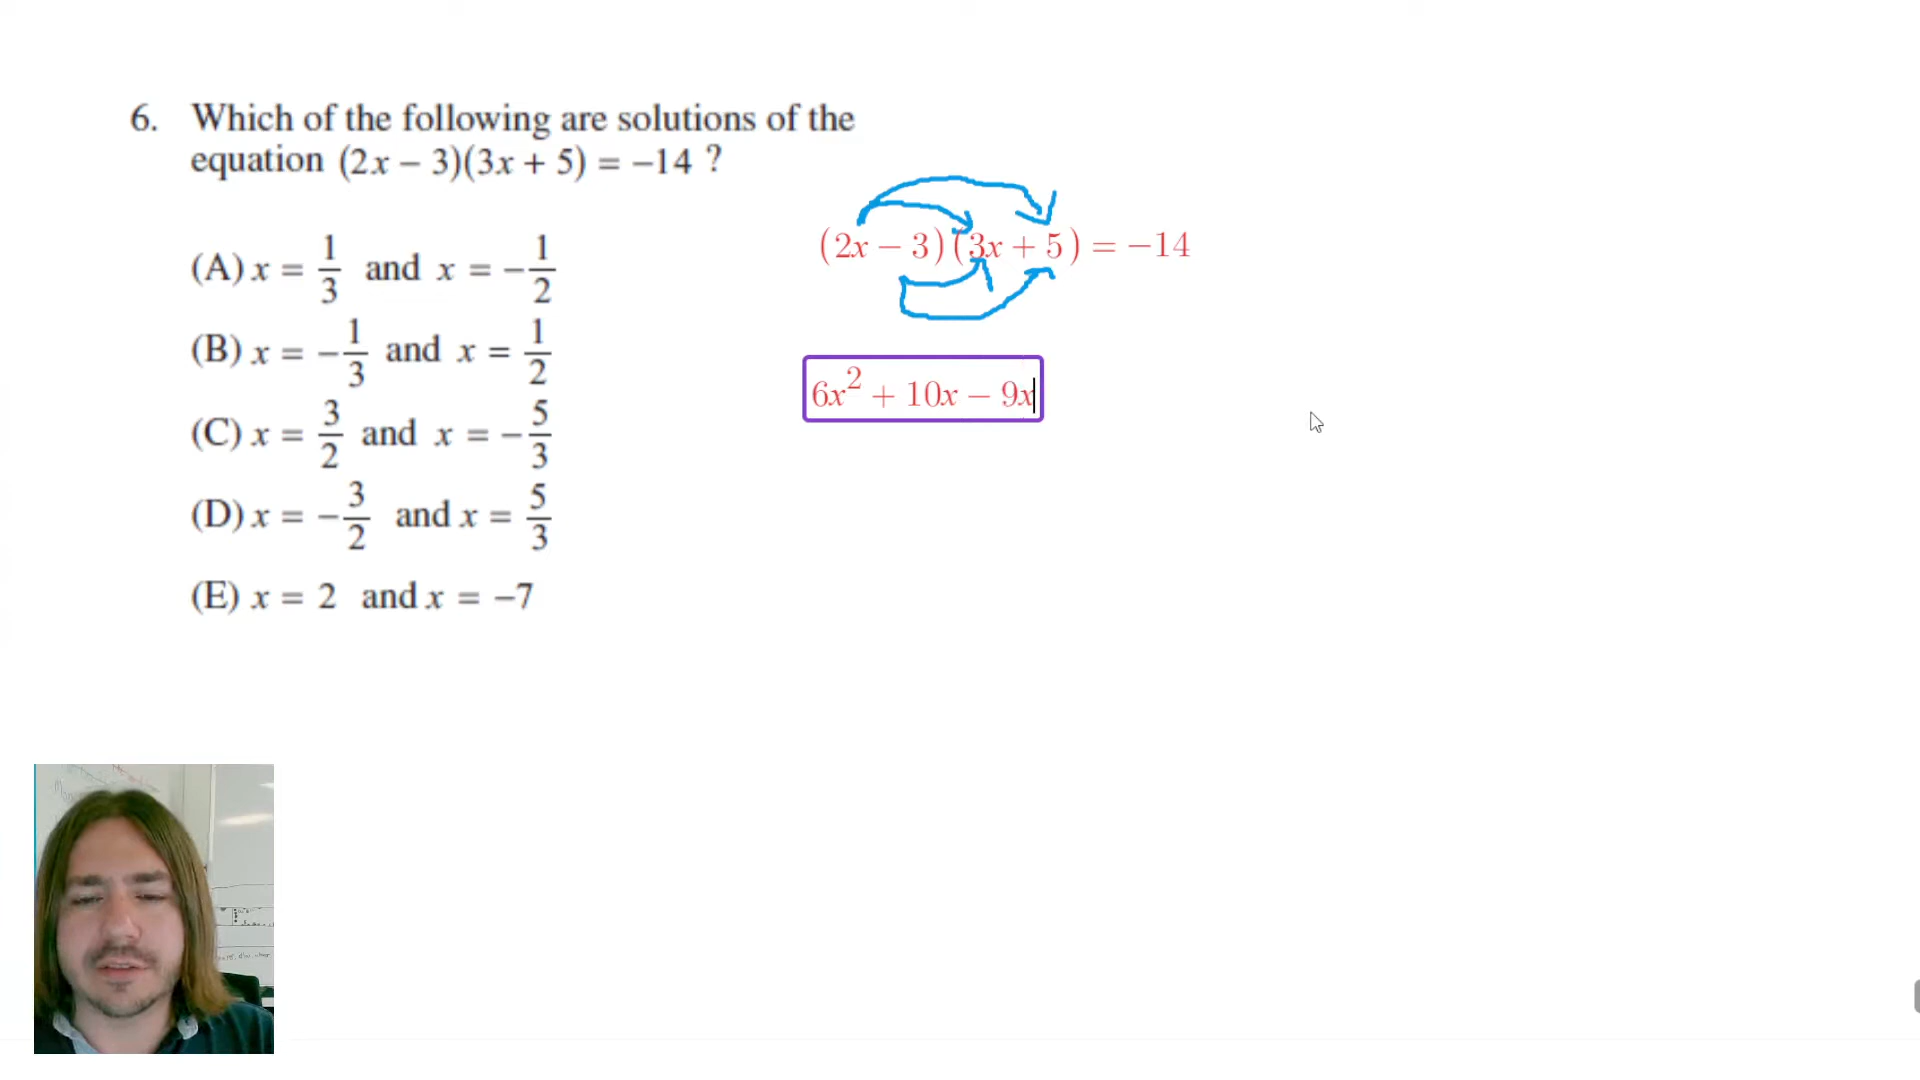 6. Which of the following are solutions of the
equation (2x – 3)(3x + 5) = –14 ?
(A) x = 1/3 and x = –1/2
(B) x = –1/3 and x = 1/2
(C) x = 3/2 and x = –5/3
(D) x = –3/2 and x = 5/3
(E) x = 2 and x = –7
(2x − 3)(3x + 5) = −14
6x² + 10x − 9x